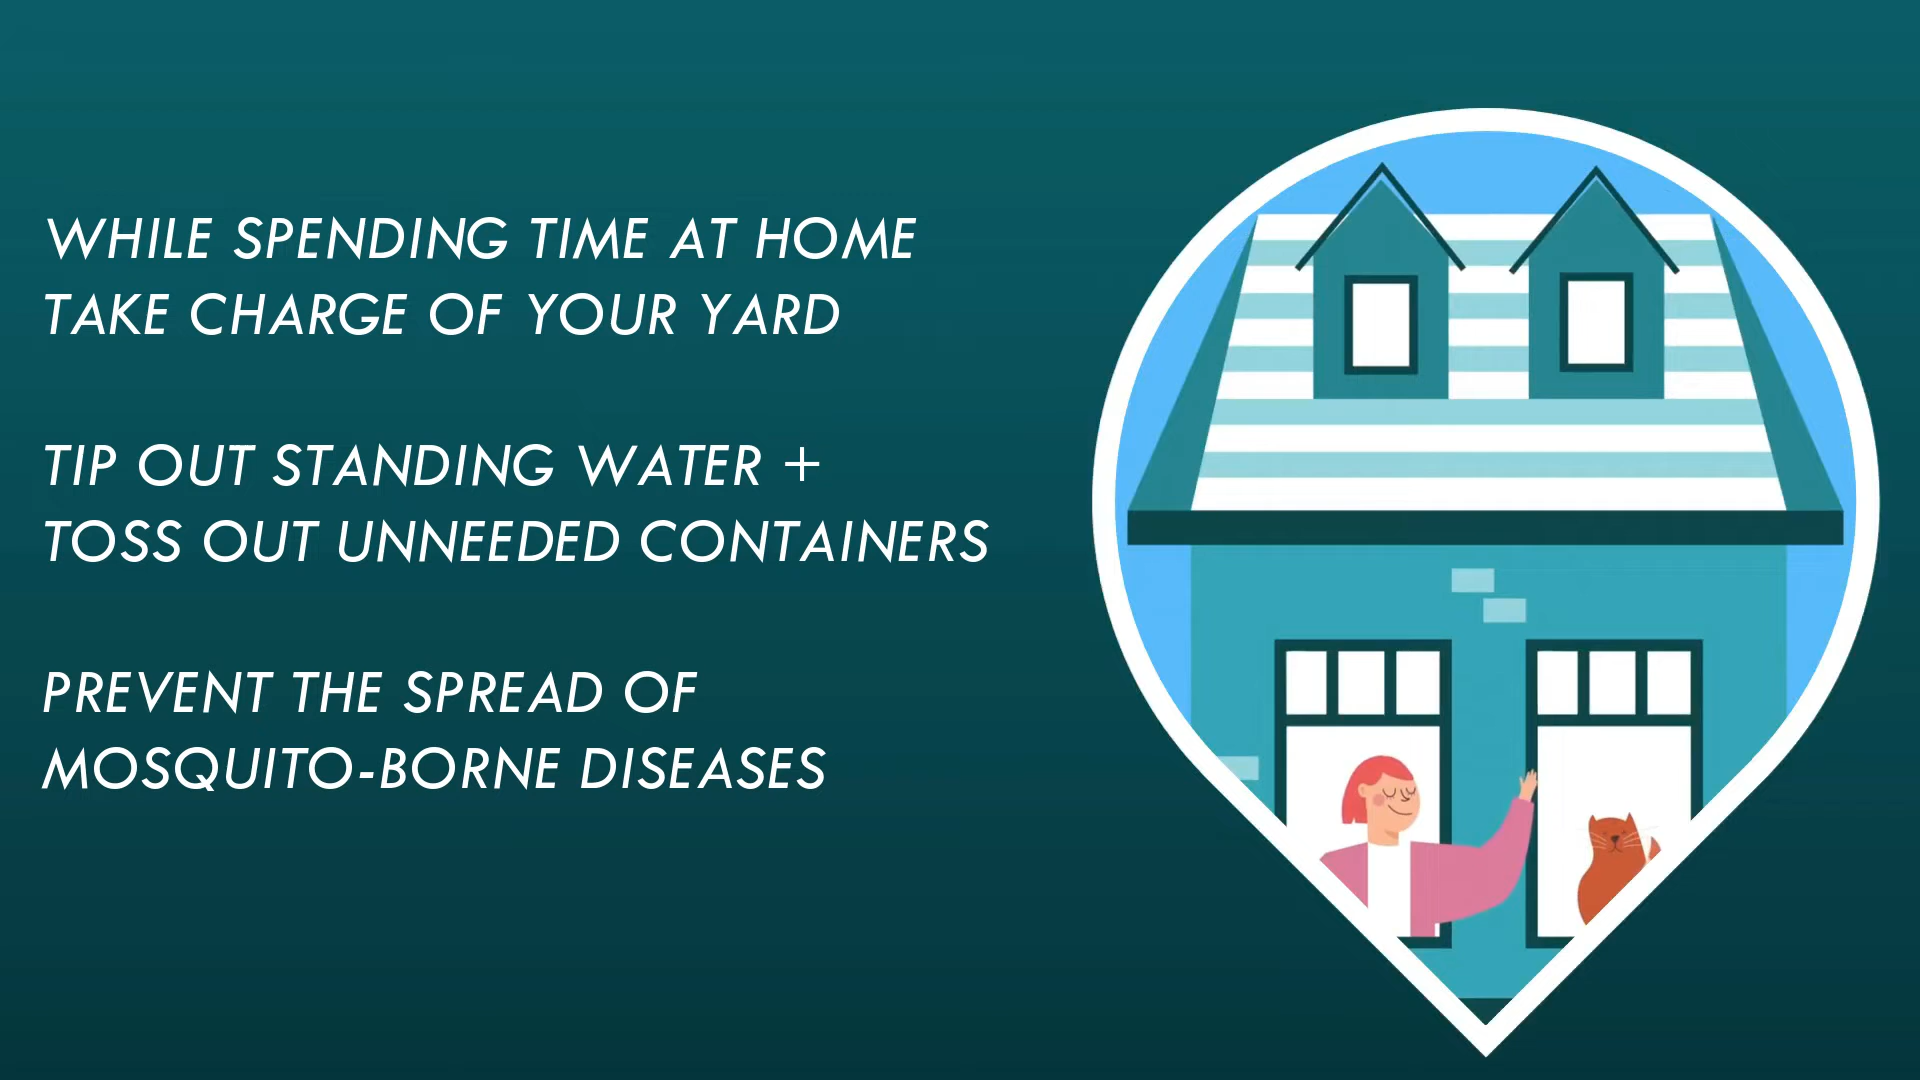 WHILE SPENDING TIME AT HOME
TAKE CHARGE OF YOUR YARD
TIP OUT STANDING WATER +
TOSS OUT UNNEEDED CONTAINERS
PREVENT THE SPREAD OF
MOSQUITO-BORNE DISEASES